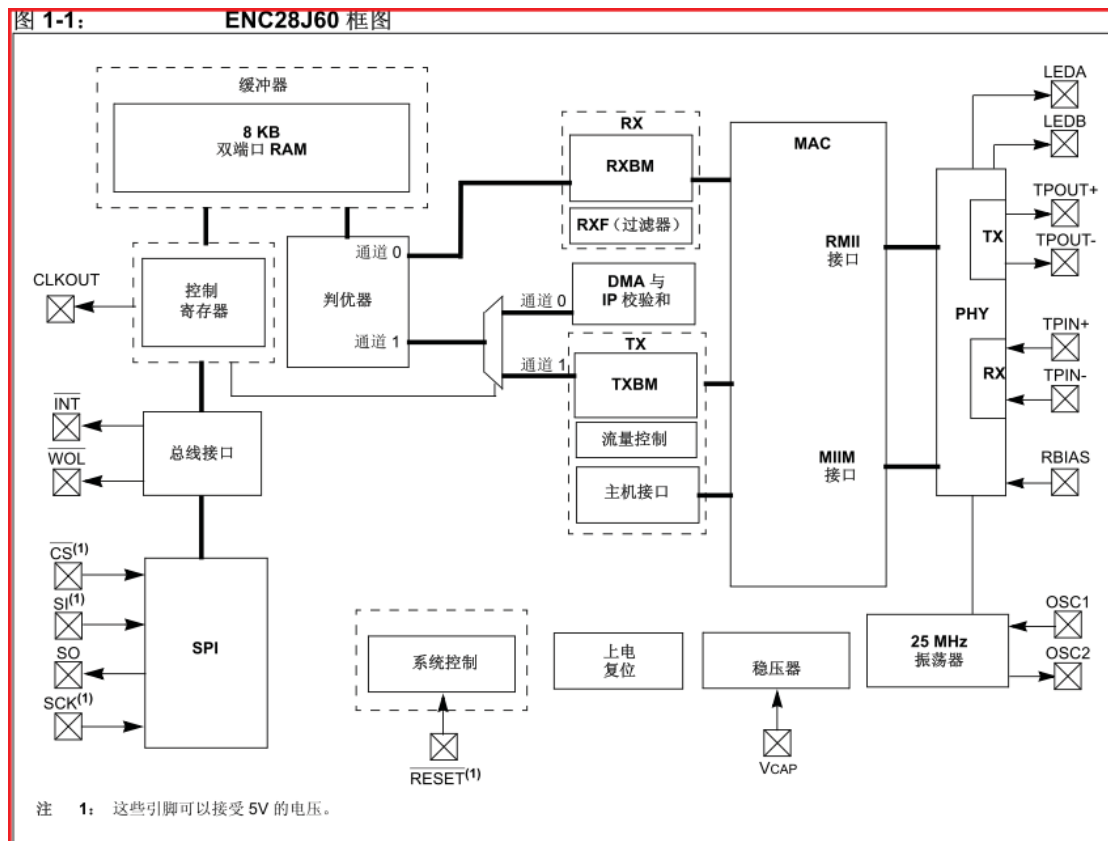 图 1-1： ENC28J60 框图
缓冲器
8 KB
双端口 RAM
RX
RXBM
RXF（过滤器）
MAC
LEDA
LEDB
TPOUT+
TX
TPOUT-
RMII
接口
通道 0
CLKOUT
控制
寄存器
判优器
通道 0
DMA 与
IP 校验和
PHY
通道 1
TX
TPIN+
通道 1
TXBM
RX
TPIN-
INT
总线接口
WOL
流量控制
MIIM
接口
RBIAS
主机接口
CS(1)
SI(1)
SPI
SO
SCK(1)
系统控制
上电
复位
稳压器
25 MHz
振荡器
OSC1
OSC2
RESET(1)
VCAP
注 1： 这些引脚可以接受 5V 的电压。